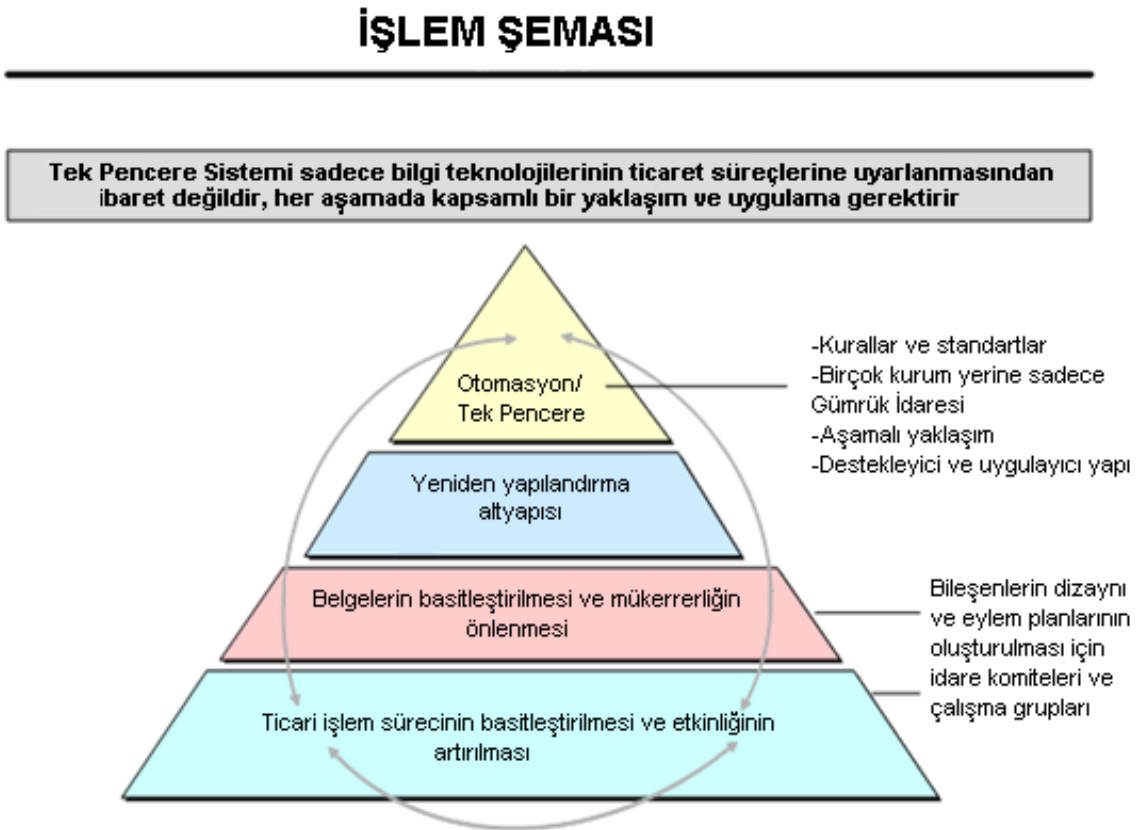 İŞLEM ŞEMASI
Tek Pencere Sistemi sadece bilgi teknolojilerinin ticaret süreçlerine uyarlanmasından
ibaret değildir, her aşamada kapsamlı bir yaklaşım ve uygulama gerektirir
Otomasyon/
Tek Pencere
-Kurallar ve standartlar
-Birçok kurum yerine sadece
Gümrük İdaresi
-Aşamalı yaklaşım
-Destekleyici ve uygulayıcı yapı
Yeniden yapılandırma
altyapısı
Belgelerin basitleştirilmesi ve mükerrerliğin
önlenmesi
Bileşenlerin dizaynı
ve eylem planlarının
oluşturulması için
idare komiteleri ve
çalışma grupları
Ticari işlem sürecinin basitleştirilmesi ve etkinliğinin
artırılması